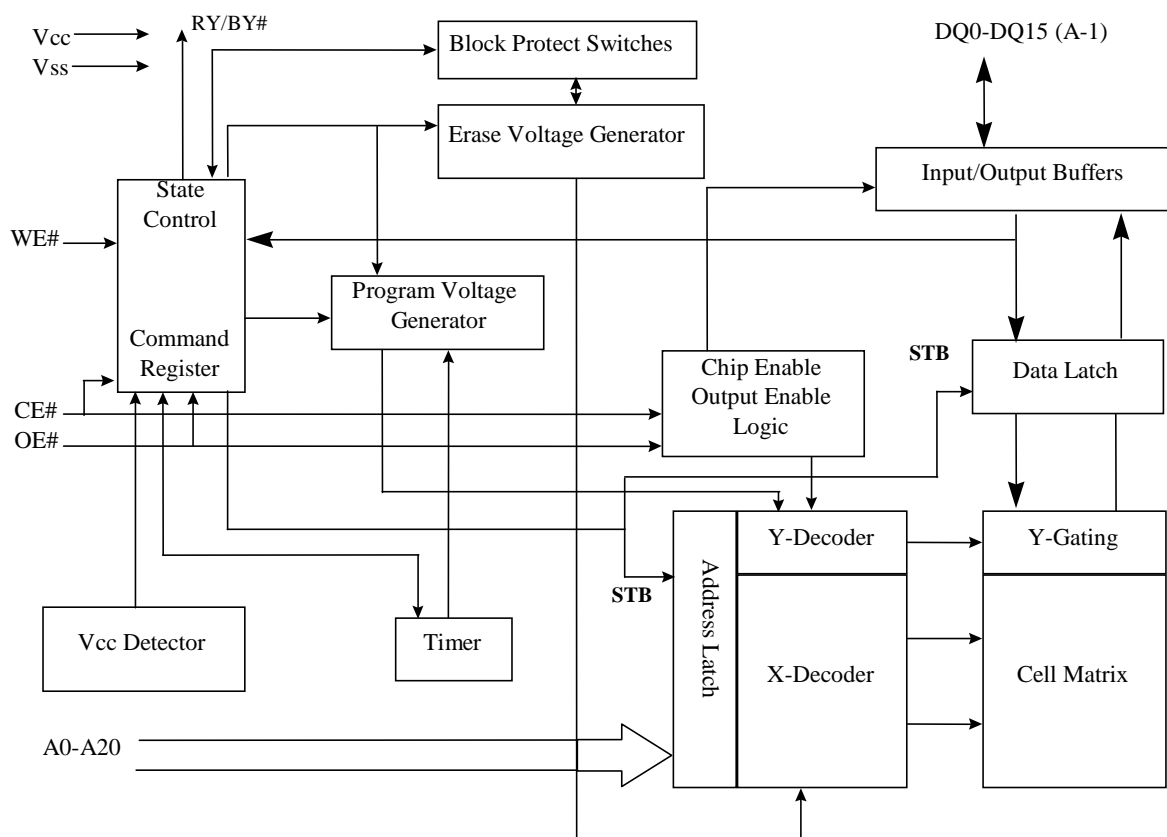 RY/BY#
Vcc
Vss
Block Protect Switches
DQ0-DQ15 (A-1)
Erase Voltage Generator
Input/Output Buffers
State
Control
WE#
Program Voltage
Generator
Command
Register
STB
Chip Enable
Output Enable
Logic
Data Latch
CE#
OE#
Y-Decoder
Y-Gating
Address Latch
STB
Vcc Detector
Timer
X-Decoder
Cell Matrix
A0-A20